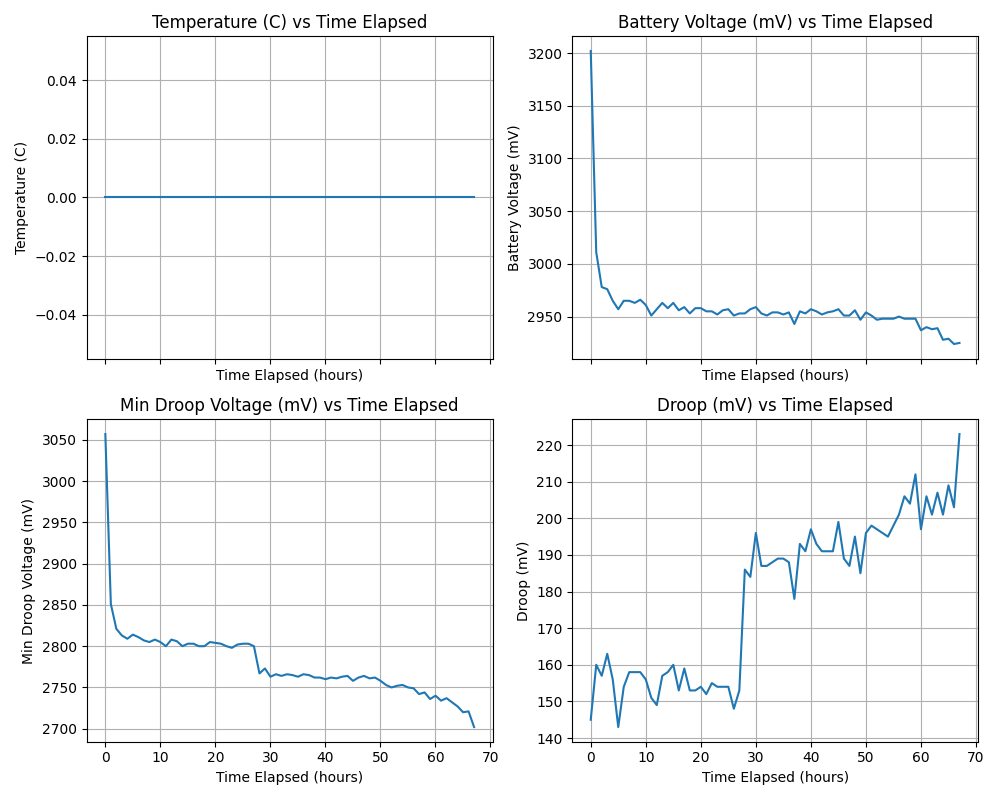 Temperature (C) vs Time Elapsed
0.04
0.02
0.00
−0.02
−0.04
Temperature (C)
Time Elapsed (hours)
Battery Voltage (mV) vs Time Elapsed
3200
3150
3100
3050
3000
2950
Battery Voltage (mV)
Time Elapsed (hours)
Min Droop Voltage (mV) vs Time Elapsed
3050
3000
2950
2900
2850
2800
2750
2700
Min Droop Voltage (mV)
0 10 20 30 40 50 60 70
Time Elapsed (hours)
Droop (mV) vs Time Elapsed
220
210
200
190
180
170
160
150
140
Droop (mV)
0 10 20 30 40 50 60 70
Time Elapsed (hours)